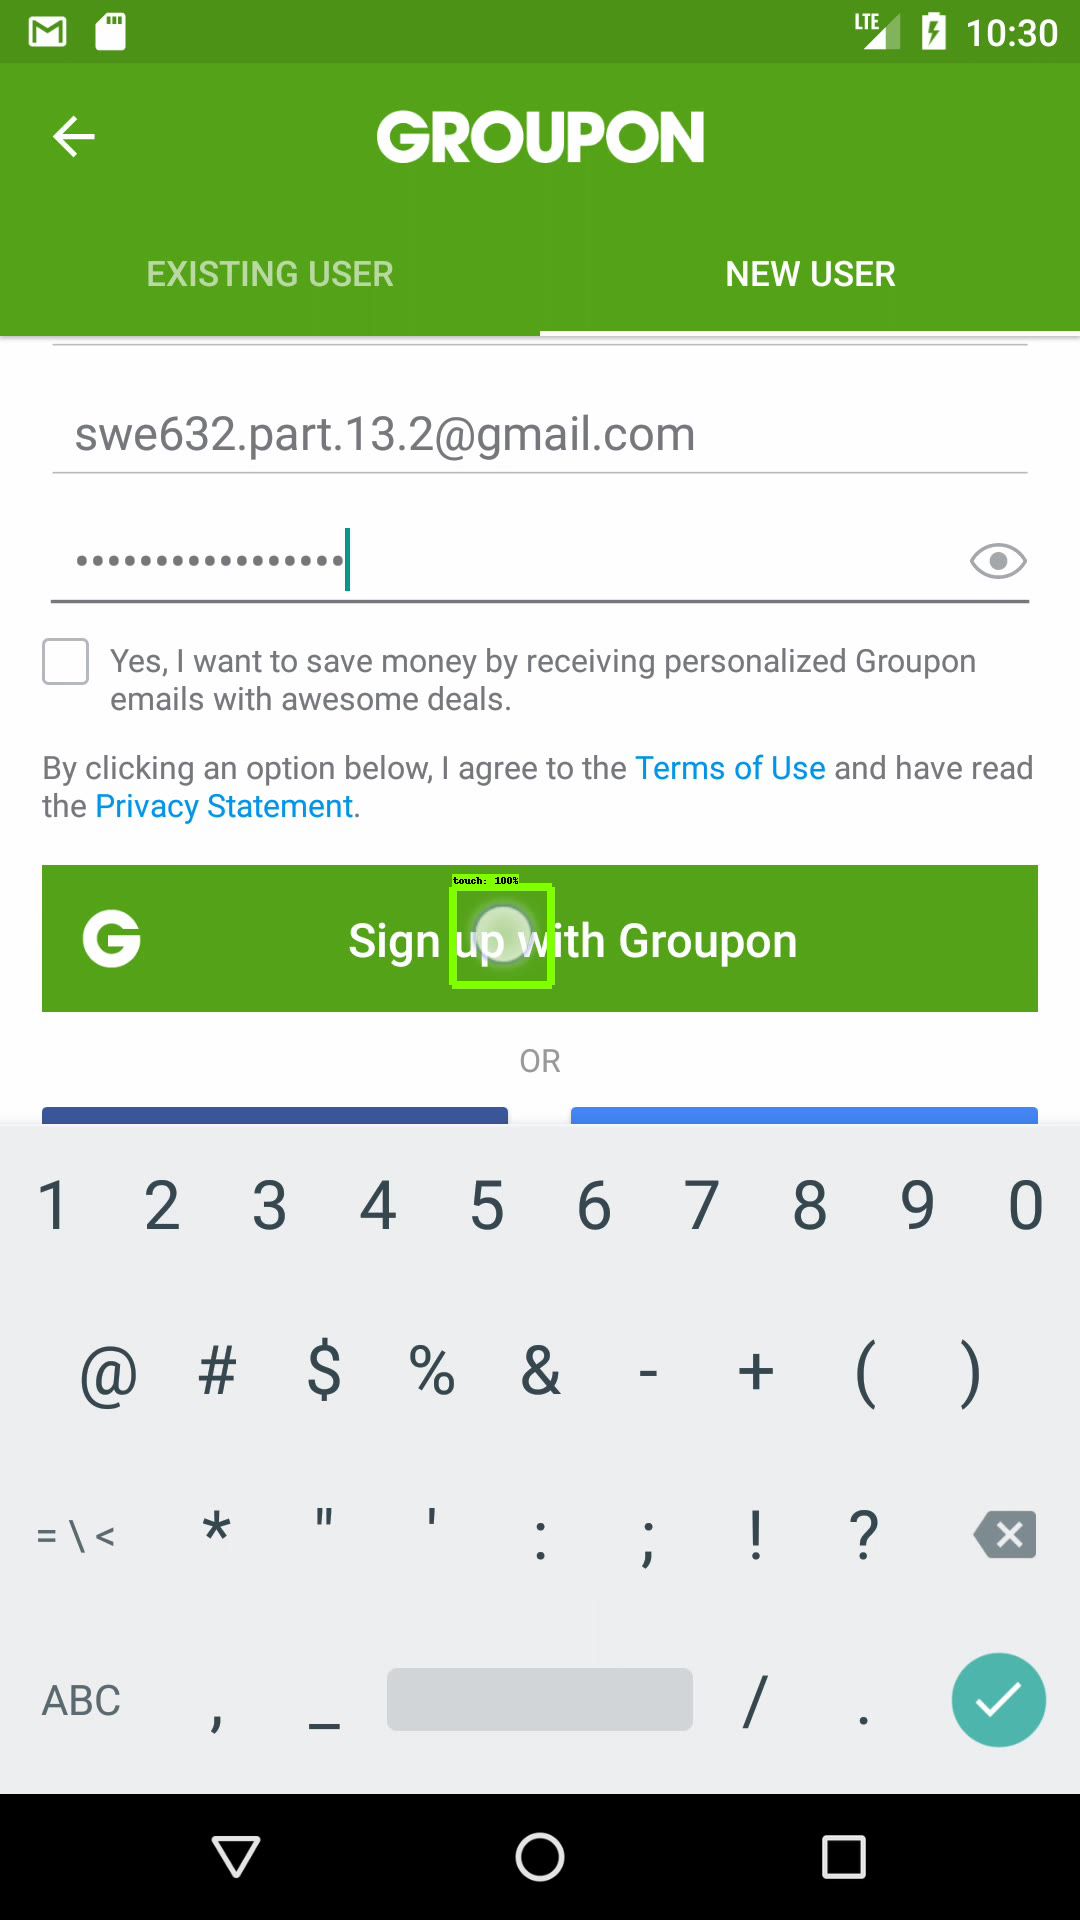 LTE 10:30
GROUPON
EXISTING USER NEW USER
swe632.part.13.2@gmail.com
••••••••••••••••
Yes, I want to save money by receiving personalized Groupon
emails with awesome deals.
By clicking an option below, I agree to the Terms of Use and have read
the Privacy Statement.
touch: 100%
G Sign up with Groupon
OR
1 2 3 4 5 6 7 8 9 0
@ # $ % & - + ( )
= \ < * " ' : ; ! ?
ABC , _ / .